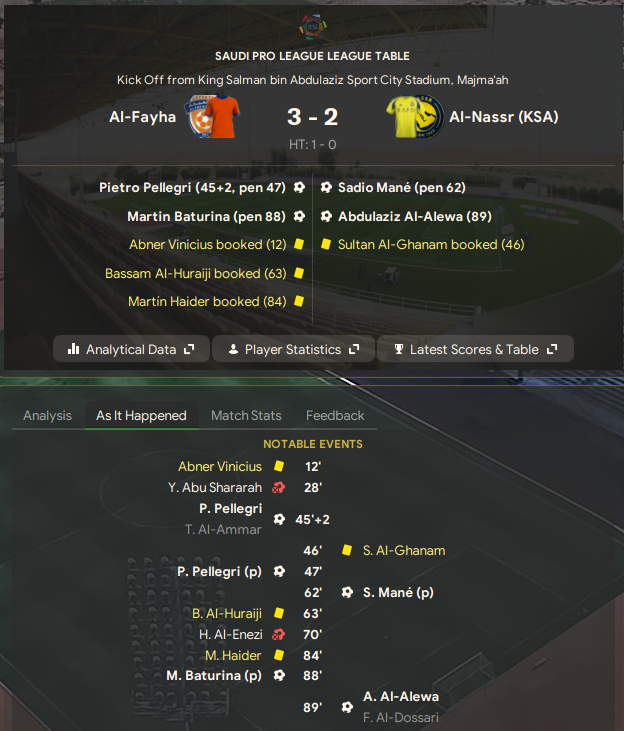 SAUDI PRO LEAGUE LEAGUE TABLE
Kick Off from King Salman bin Abdulaziz Sport City Stadium, Majma'ah
Al-Fayha 3 - 2 Al-Nassr (KSA)
HT: 1 - 0
Pietro Pellegri (45+2, pen 47) Sadio Mané (pen 62)
Martin Baturina (pen 88) Abdulaziz Al-Alewa (89)
Abner Vinicius booked (12) Sultan Al-Ghanam booked (46)
Bassam Al-Huraiji booked (63)
Martín Haider booked (84)
Analytical Data Player Statistics Latest Scores & Table
Analysis As It Happened Match Stats Feedback
NOTABLE EVENTS
Abner Vinicius 12'
Y. Abu Shararah 28'
P. Pellegri
T. Al-Ammar
45'+2
46' S. Al-Ghanam
P. Pellegri (p) 47'
62' S. Mané (p)
B. Al-Huraiji 63'
H. Al-Enezi 70'
M. Haider 84'
M. Baturina (p) 88'
89'
A. Al-Alewa
F. Al-Dossari